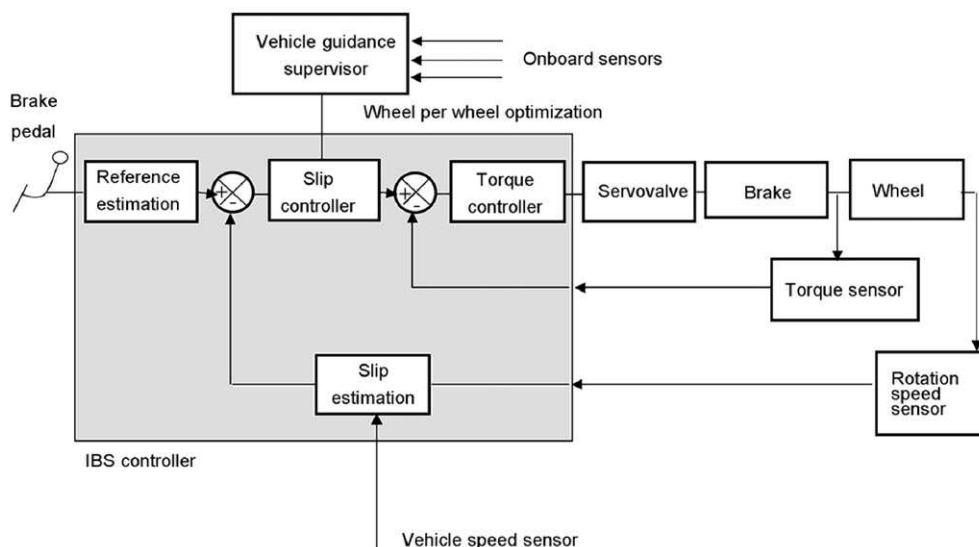 Vehicle guidance
supervisor
Onboard sensors
Wheel per wheel optimization
Brake
pedal
Reference
estimation
+
-
Slip
controller
+
-
Torque
controller
Servovalve
Brake
Wheel
Torque sensor
Slip
estimation
Rotation
speed
sensor
IBS controller
Vehicle speed sensor